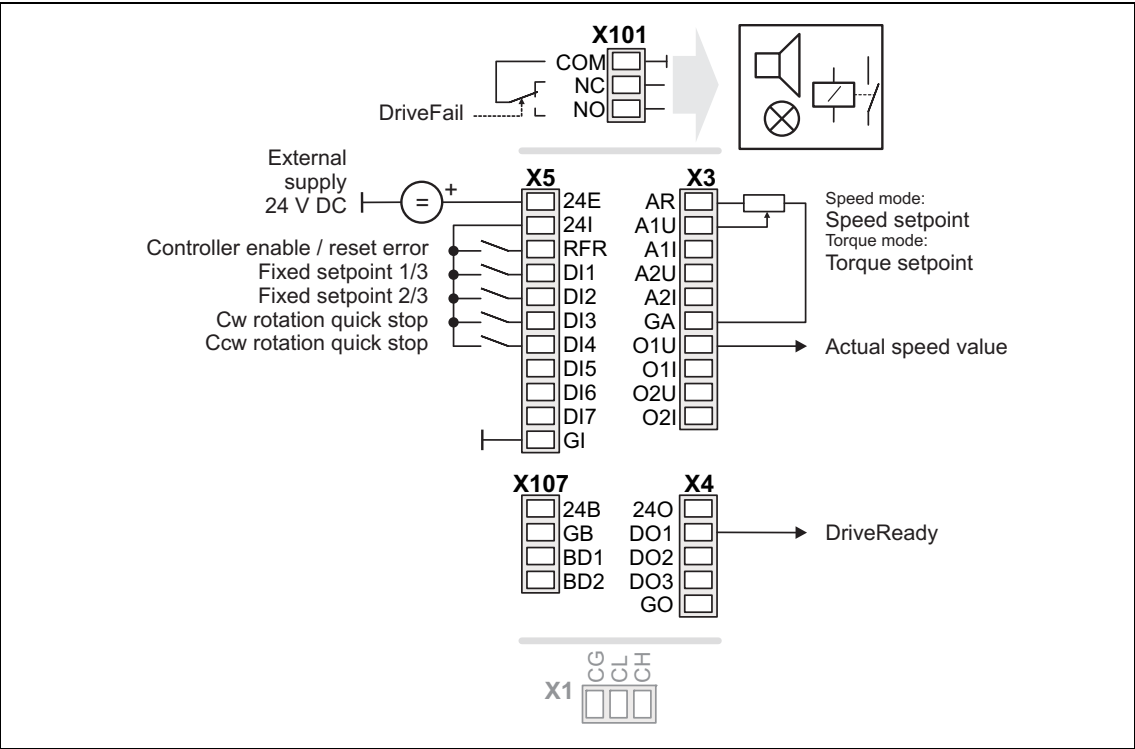 X101
COM
NC
DriveFail
NO
External
supply
24 V DC
=
+
X5
24E
24I
Controller enable / reset error
RFR
Fixed setpoint 1/3
DI1
Fixed setpoint 2/3
DI2
Cw rotation quick stop
DI3
Ccw rotation quick stop
DI4
DI5
DI6
DI7
GI
X3
AR
A1U
A1I
A2U
A2I
GA
O1U
O1I
O2U
O2I
Speed mode:
Speed setpoint
Torque mode:
Torque setpoint
Actual speed value
X107
24B
GB
BD1
BD2
X4
24O
DO1
DriveReady
DO2
DO3
GO
X1
CG
CL
CH